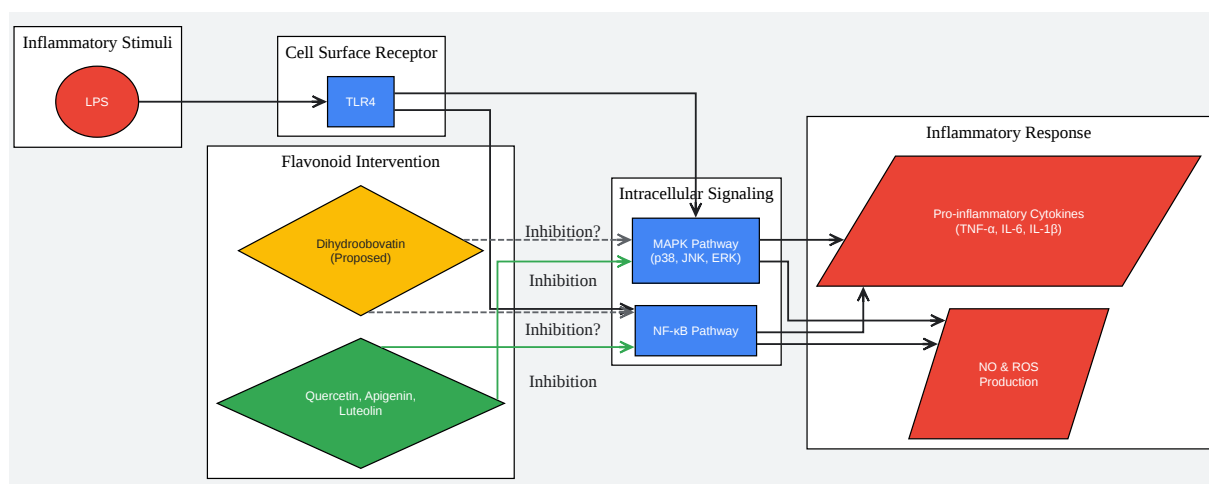 Inflammatory Stimuli
LPS
Cell Surface Receptor
TLR4
Flavonoid Intervention
Dihydroobovatin
(Proposed)
Quercetin, Apigenin,
Luteolin
Inhibition?
Inhibition
Inhibition?
Inhibition
Intracellular Signaling
MAPK Pathway
(p38, JNK, ERK)
NF-κB Pathway
Inflammatory Response
Pro-inflammatory Cytokines
(TNF-α, IL-6, IL-1β)
NO & ROS
Production